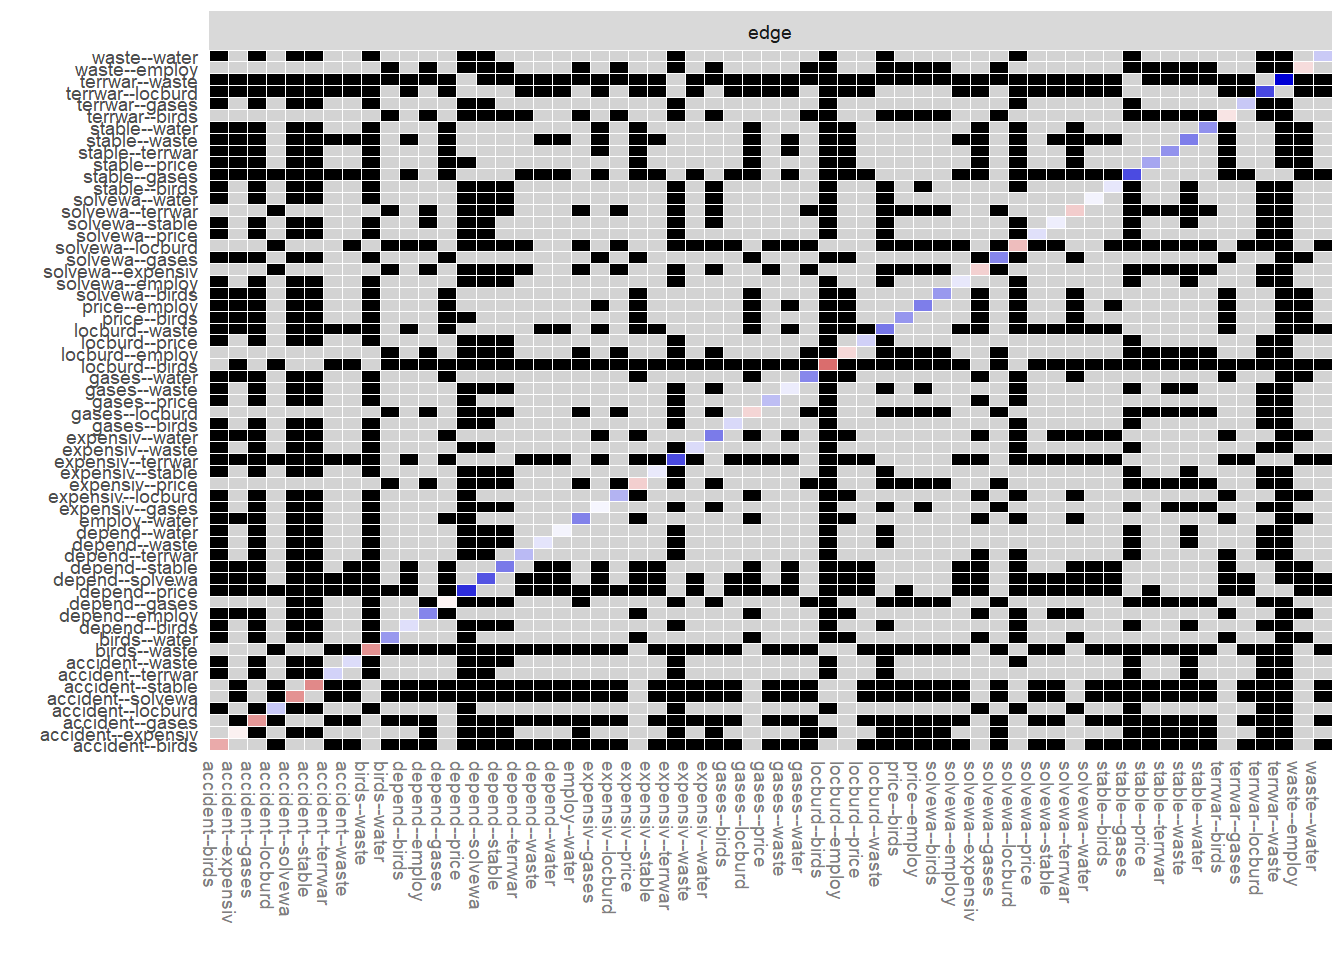 edge
waste--water
waste--employ
terrwar--waste
terrwar--locburd
terrwar--gases
terrwar--birds
stable--water
stable--waste
stable--terrwar
stable--price
stable--gases
stable--birds
solvewa--water
solvewa--terrwar
solvewa--stable
solvewa--price
solvewa--locburd
solvewa--gases
solvewa--expensiv
solvewa--employ
solvewa--birds
price--employ
price--birds
locburd--waste
locburd--price
locburd--employ
locburd--birds
gases--water
gases--waste
gases--price
gases--locburd
gases--birds
expensiv--water
expensiv--waste
expensiv--terrwar
expensiv--stable
expensiv--price
expensiv--locburd
expensiv--gases
employ--water
depend--water
depend--waste
depend--terrwar
depend--stable
depend--solvewa
depend--price
depend--gases
depend--employ
depend--birds
birds--water
birds--waste
accident--waste
accident--terrwar
accident--stable
accident--solvewa
accident--locburd
accident--gases
accident--expensiv
accident--birds
accident--birds
accident--expensiv
accident--gases
accident--locburd
accident--solvewa
accident--stable
accident--terrwar
accident--waste
birds--waste
birds--water
depend--birds
depend--employ
depend--gases
depend--price
depend--solvewa
depend--stable
depend--terrwar
depend--waste
depend--water
employ--water
expensiv--gases
expensiv--locburd
expensiv--price
expensiv--stable
expensiv--terrwar
expensiv--waste
expensiv--water
gases--birds
gases--locburd
gases--price
gases--waste
gases--water
locburd--birds
locburd--employ
locburd--price
locburd--waste
price--birds
price--employ
solvewa--birds
solvewa--employ
solvewa--expensiv
solvewa--gases
solvewa--locburd
solvewa--price
solvewa--stable
solvewa--terrwar
solvewa--water
stable--birds
stable--gases
stable--price
stable--terrwar
stable--waste
stable--water
terrwar--birds
terrwar--gases
terrwar--locburd
terrwar--waste
waste--employ
waste--water